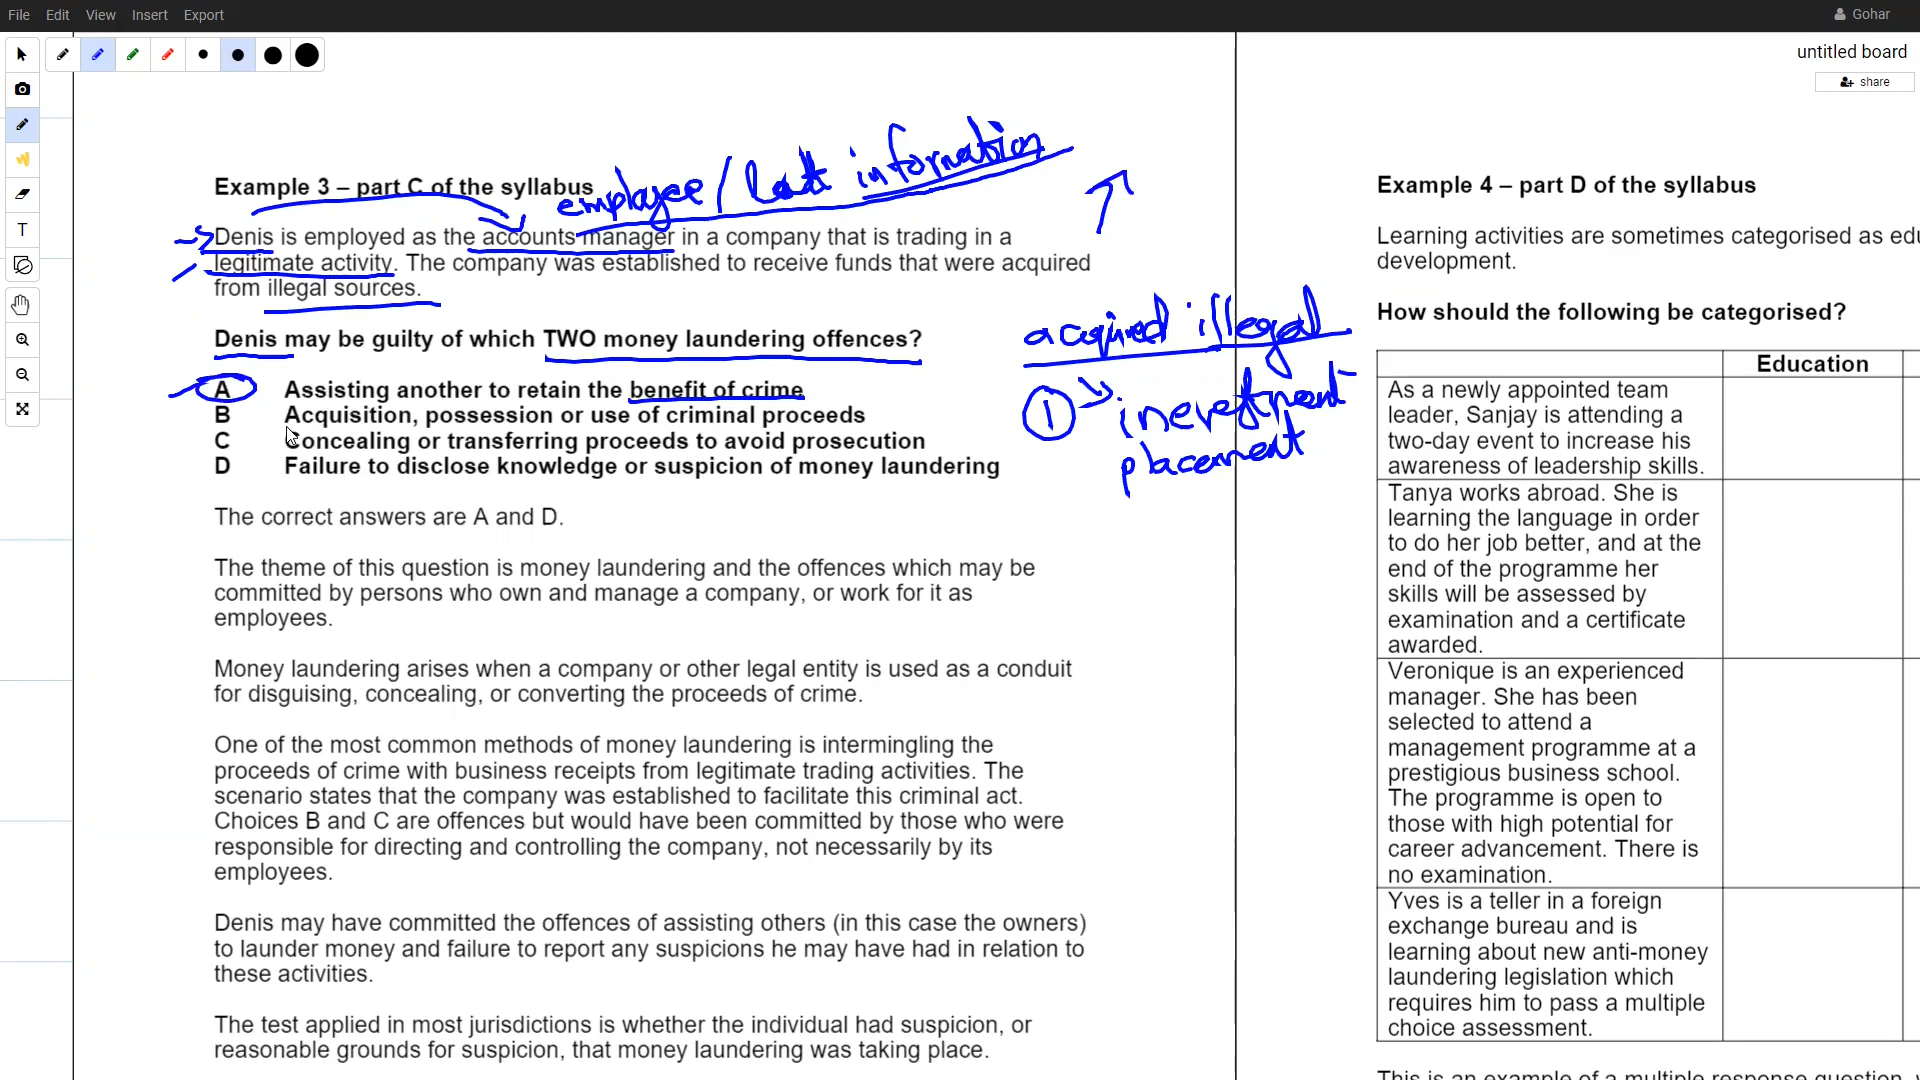 File Edit View Insert Export
Gohar
untitled board
share
T
Example 3 – part C of the syllabus
employee / information
Denis is employed as the accounts manager in a company that is trading in a
legitimate activity. The company was established to receive funds that were acquired
from illegal sources.
Denis may be guilty of which TWO money laundering offences?
A Assisting another to retain the benefit of crime
B Acquisition, possession or use of criminal proceeds
C Concealing or transferring proceeds to avoid prosecution
D Failure to disclose knowledge or suspicion of money laundering
acquired illegal
1
placement
The correct answers are A and D.
The theme of this question is money laundering and the offences which may be
committed by persons who own and manage a company, or work for it as
employees.
Money laundering arises when a company or other legal entity is used as a conduit
for disguising, concealing, or converting the proceeds of crime.
One of the most common methods of money laundering is intermingling the
proceeds of crime with business receipts from legitimate trading activities. The
scenario states that the company was established to facilitate this criminal act.
Choices B and C are offences but would have been committed by those who were
responsible for directing and controlling the company, not necessarily by its
employees.
Denis may have committed the offences of assisting others (in this case the owners)
to launder money and failure to report any suspicions he may have had in relation to
these activities.
The test applied in most jurisdictions is whether the individual had suspicion, or
reasonable grounds for suspicion, that money laundering was taking place.
Example 4 – part D of the syllabus
Learning activities are sometimes categorised as
development.
How should the following be categorised?
Education
As a newly appointed team
leader, Sanjay is attending a
two-day event to increase his
awareness of leadership skills.
Tanya works abroad. She is
learning the language in order
to do her job better, and at the
end of the programme her
skills will be assessed by
examination and a certificate
awarded.
Veronique is an experienced
manager. She has been
selected to attend a
management programme at a
prestigious business school.
The programme is open to
those with high potential for
career advancement. There is
no examination.
Yves is a teller in a foreign
exchange bureau and is
learning about new anti-money
laundering legislation which
requires him to pass a multiple
choice assessment.
This is an example of a multiple response question,